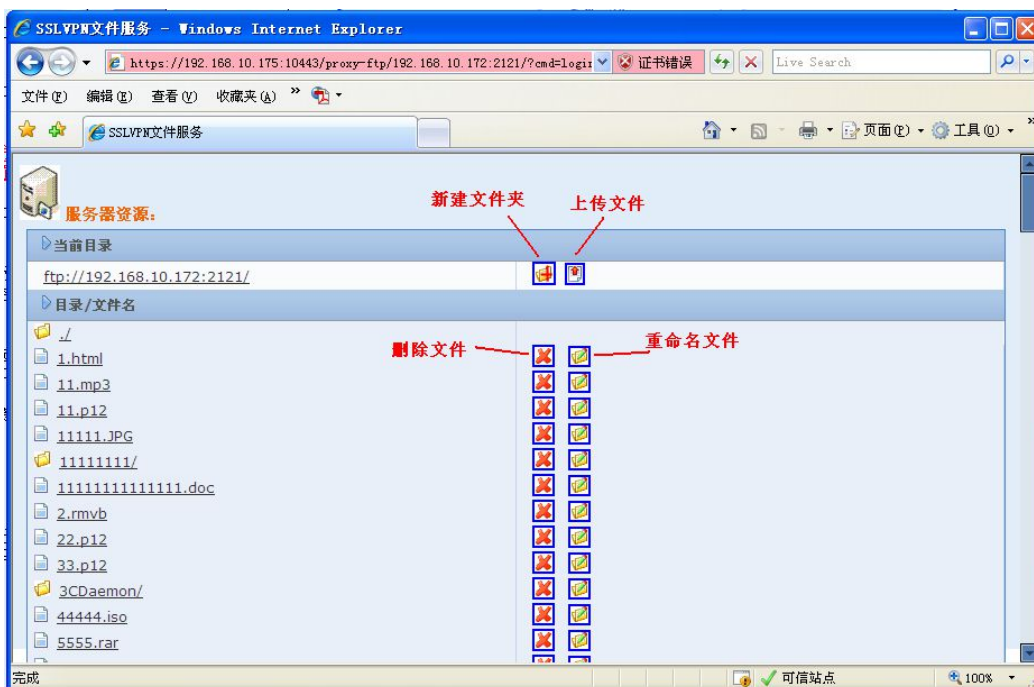 SSLVPN文件服务 - Windows Internet Explorer
https://192.168.10.175:10443/proxy-ftp/192.168.10.172:2121/?cmd=logi 证书错误 Live Search
文件(F) 编辑(E) 查看(V) 收藏夹(A) »
SSLVPN文件服务 页面(P) 工具(O) »
新建文件夹 上传文件
服务器资源:
当前目录
ftp://192.168.10.172:2121/
目录/文件名
./
删除文件 重命名文件
1.html
11.mp3
11.p12
11111.JPG
11111111/
11111111111111.doc
2.rmvb
22.p12
33.p12
3CDaemon/
44444.iso
5555.rar
完成 可信站点 100%